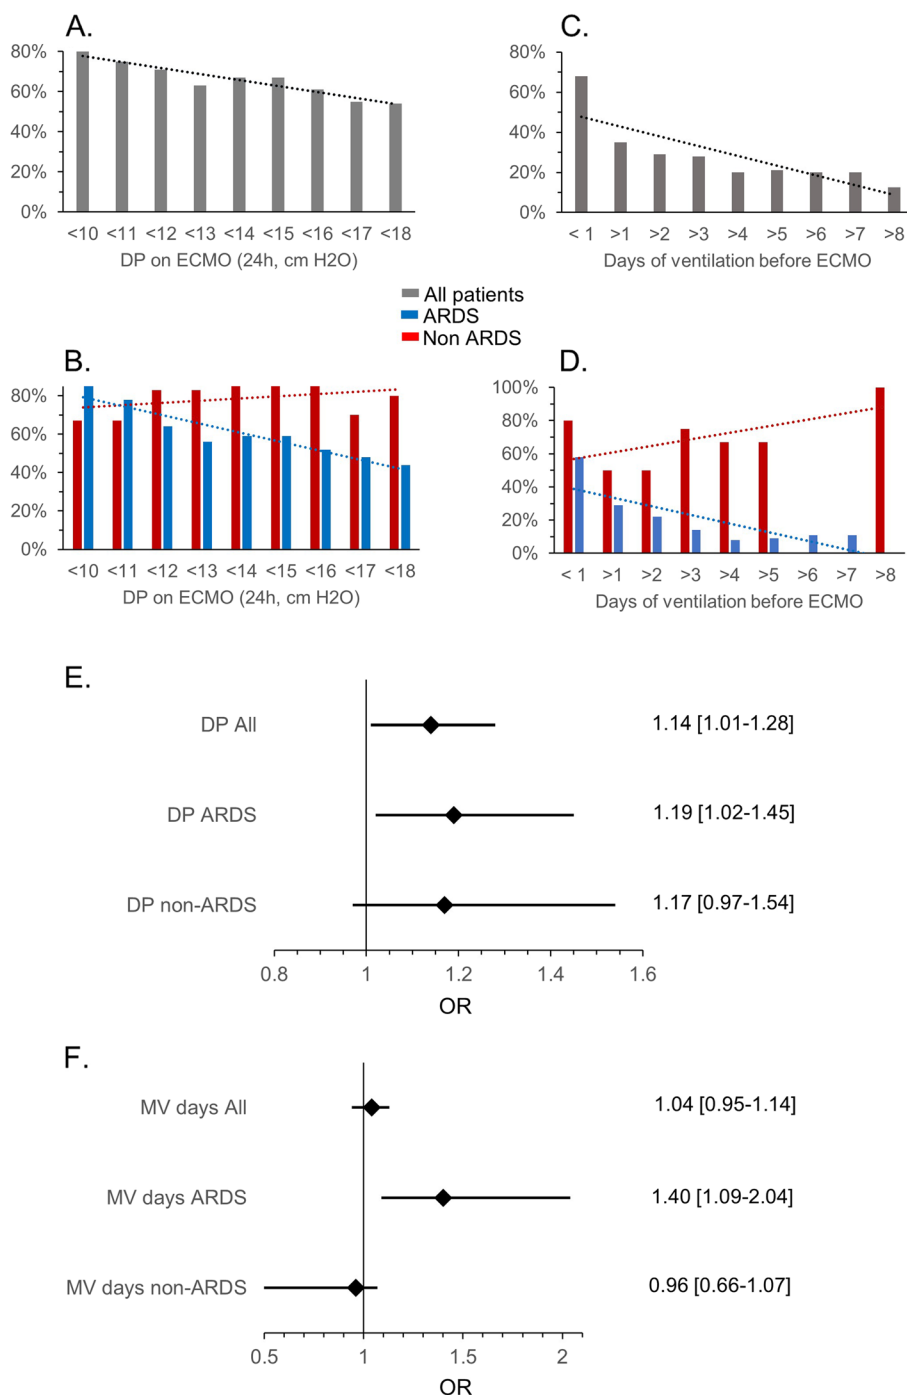 A.
80%
60%
40%
20%
0%
<10 <11 <12 <13 <14 <15 <16 <17 <18
DP on ECMO (24h, cm H2O)
C.
80%
60%
40%
20%
0%
< 1 >1 >2 >3 >4 >5 >6 >7 >8
Days of ventilation before ECMO
All patients
ARDS
Non ARDS
B.
80%
60%
40%
20%
0%
<10 <11 <12 <13 <14 <15 <16 <17 <18
DP on ECMO (24h, cm H2O)
D.
100%
80%
60%
40%
20%
0%
< 1 >1 >2 >3 >4 >5 >6 >7 >8
Days of ventilation before ECMO
E.
DP All 1.14 [1.01-1.28]
DP ARDS 1.19 [1.02-1.45]
DP non-ARDS 1.17 [0.97-1.54]
0.8 1 1.2 1.4 1.6
OR
F.
MV days All 1.04 [0.95-1.14]
MV days ARDS 1.40 [1.09-2.04]
MV days non-ARDS 0.96 [0.66-1.07]
0.5 1 1.5 2
OR